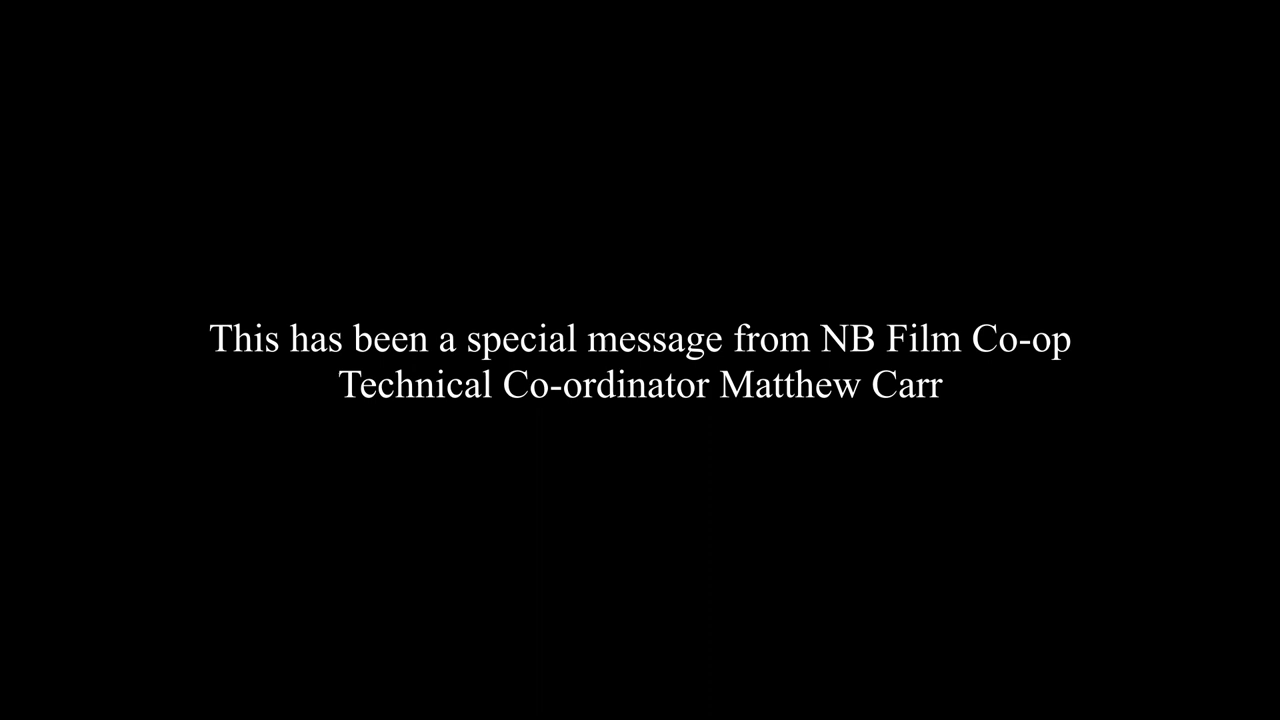 This has been a special message from NB Film Co-op
Technical Co-ordinator Matthew Carr